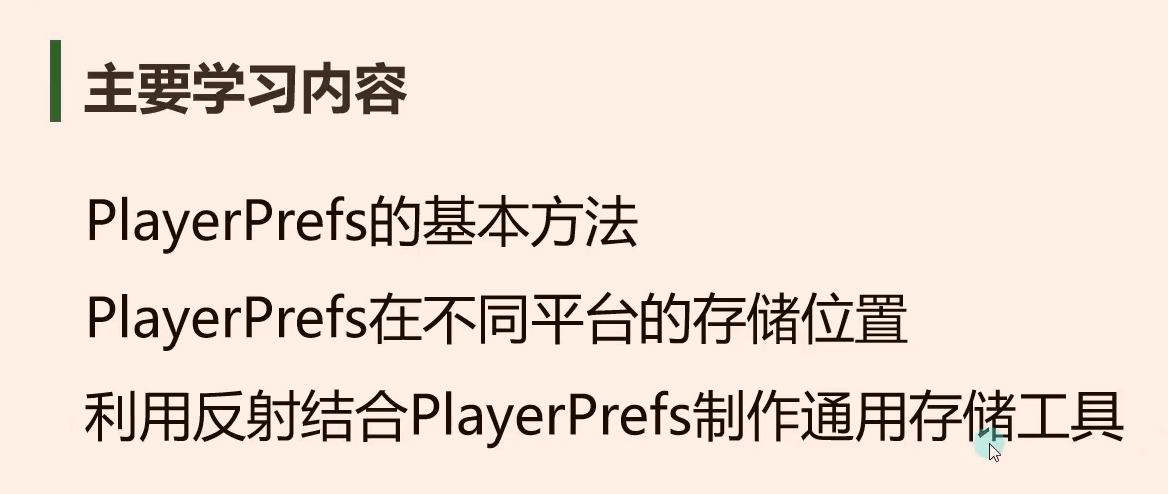 主要学习内容
PlayerPrefs的基本方法
PlayerPrefs在不同平台的存储位置
利用反射结合PlayerPrefs制作通用存储工具